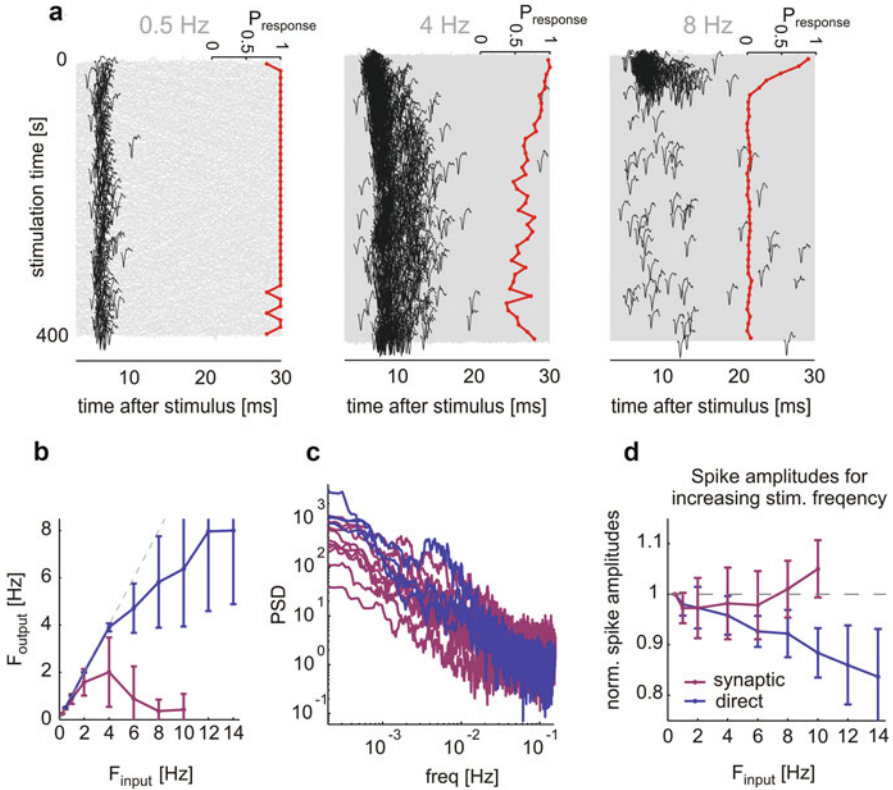 a
0.5 Hz
P response
0 0.5 1
4 Hz
P response
0 0.5 1
8 Hz
P response
0 0.5 1
stimulation time [s]
0
400
10 20 30
10 20 30
10 20 30
time after stimulus [ms]
time after stimulus [ms]
time after stimulus [ms]
b
F output [Hz]
8
6
4
2
0
0 2 4 6 8 10 12 14
F input [Hz]
c
PSD
10^3
10^2
10^1
10^0
10^-1
10^-3 10^-2 10^-1
freq [Hz]
d
Spike amplitudes for
increasing stim. freqency
norm. spike amplitudes
1.1
1
0.9
0.8
synaptic
direct
0 2 4 6 8 10 12 14
F input [Hz]